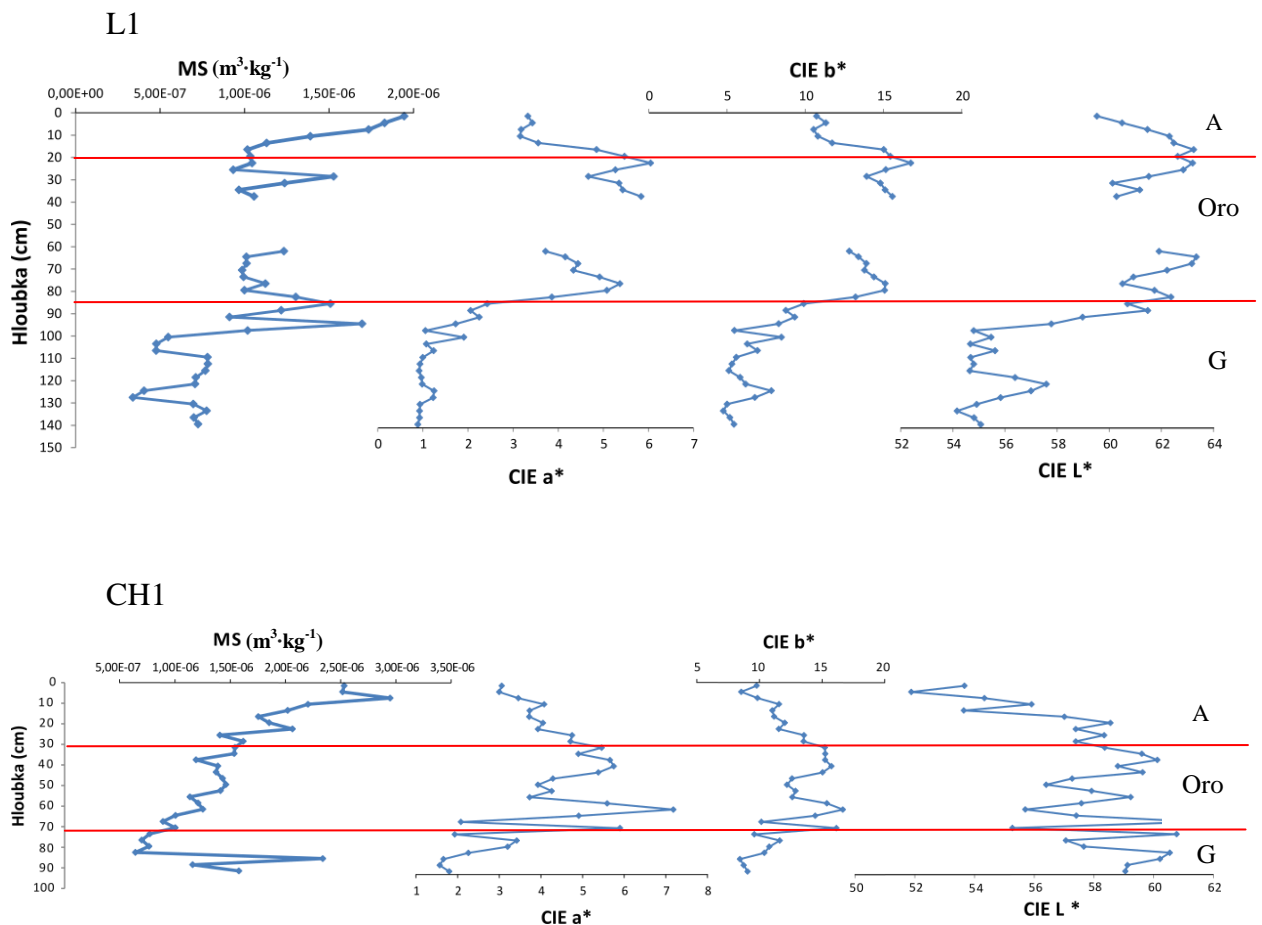 L1
MS (m³·kg⁻¹)
CIE b*
0,00E+00 5,00E-07 1,00E-06 1,50E-06 2,00E-06
0 5 10 15 20
0
10
20
30
40
50
60
70
80
90
100
110
120
130
140
150
Hloubka (cm)
A
Oro
G
0 1 2 3 4 5 6 7
CIE a*
52 54 56 58 60 62 64
CIE L*
CH1
MS (m³·kg⁻¹)
CIE b*
5,00E-07 1,00E-06 1,50E-06 2,00E-06 2,50E-06 3,00E-06 3,50E-06
5 10 15 20
0
10
20
30
40
50
60
70
80
90
100
Hloubka (cm)
A
Oro
G
1 2 3 4 5 6 7 8
CIE a*
50 52 54 56 58 60 62
CIE L *